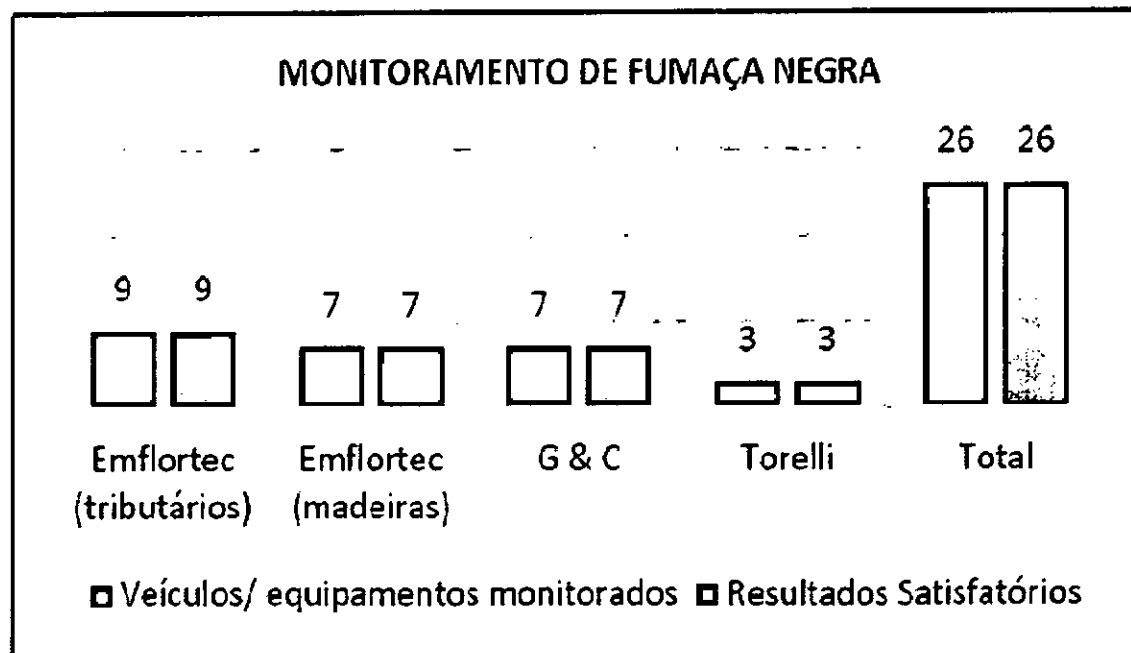 MONITORAMENTO DE FUMAÇA NEGRA
26 26
9 9
7 7
7 7
3 3
Emflortec (tributários)
Emflortec (madeiras)
G & C
Torelli
Total
Veículos/ equipamentos monitorados
Resultados Satisfatórios